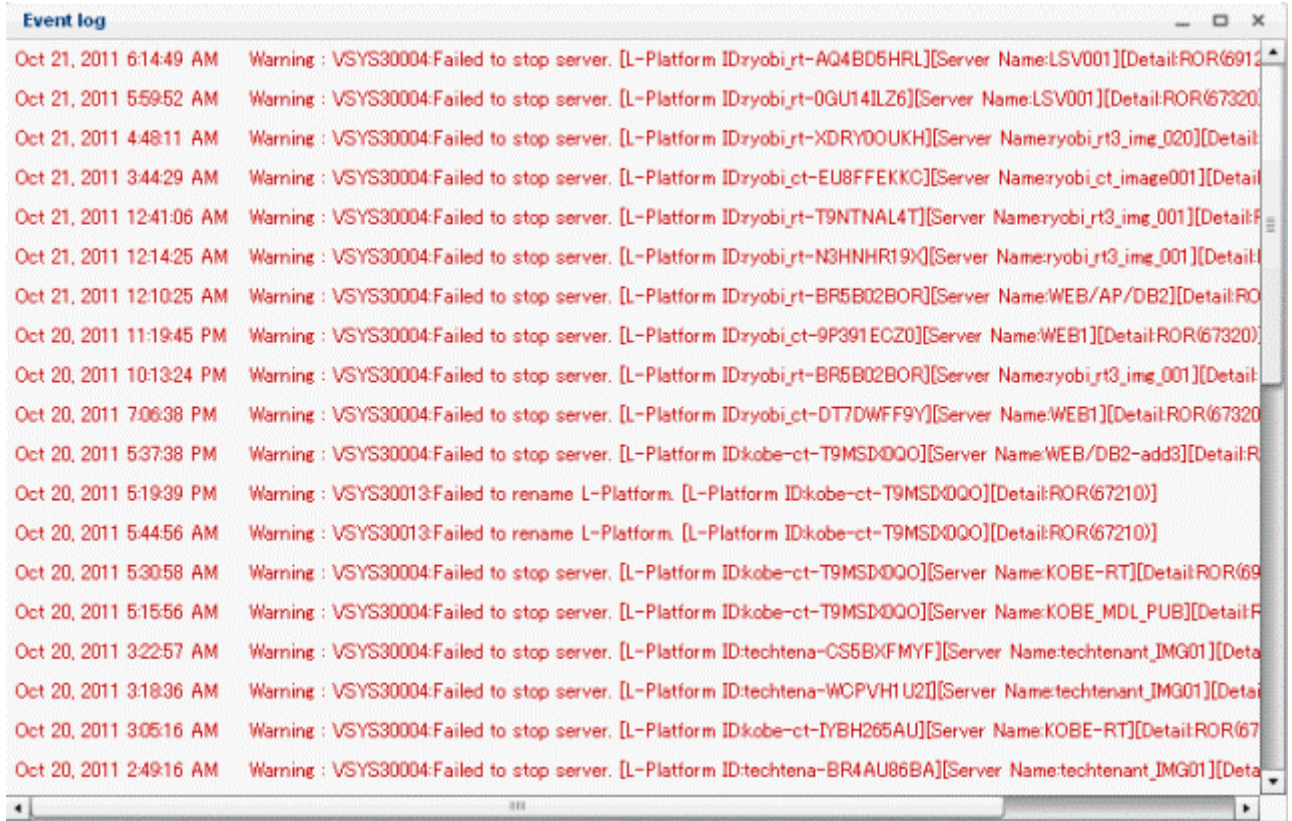 Event log
Oct 21, 2011 6:14:49 AM Warning : VSYS30004:Failed to stop server. [L-Platform ID:ryobi_rt-AQ4BD5HRL][Server Name:LSV001][Detail:ROR(6912
Oct 21, 2011 5:59:52 AM Warning : VSYS30004:Failed to stop server. [L-Platform ID:ryobi_rt-0GU14ILZ6][Server Name:LSV001][Detail:ROR(67320)
Oct 21, 2011 4:48:11 AM Warning : VSYS30004:Failed to stop server. [L-Platform ID:ryobi_rt-XDRY0OUKH][Server Name:ryobi_rt3_img_020][Detail:
Oct 21, 2011 3:44:29 AM Warning : VSYS30004:Failed to stop server. [L-Platform ID:ryobi_ct-EU8FFEKKC][Server Name:ryobi_ct_image001][Detail
Oct 21, 2011 12:41:06 AM Warning : VSYS30004:Failed to stop server. [L-Platform ID:ryobi_rt-T9NTNAL4T][Server Name:ryobi_rt3_img_001][Detail:R
Oct 21, 2011 12:14:25 AM Warning : VSYS30004:Failed to stop server. [L-Platform ID:ryobi_rt-N3HNHR19X][Server Name:ryobi_rt3_img_001][Detail:
Oct 21, 2011 12:10:25 AM Warning : VSYS30004:Failed to stop server. [L-Platform ID:ryobi_rt-BR5B02BOR][Server Name:WEB/AP/DB2][Detail:RO
Oct 20, 2011 11:19:45 PM Warning : VSYS30004:Failed to stop server. [L-Platform ID:ryobi_ct-9P391ECZ0][Server Name:WEB1][Detail:ROR(67320)]
Oct 20, 2011 10:13:24 PM Warning : VSYS30004:Failed to stop server. [L-Platform ID:ryobi_rt-BR5B02BOR][Server Name:ryobi_rt3_img_001][Detail:
Oct 20, 2011 7:06:38 PM Warning : VSYS30004:Failed to stop server. [L-Platform ID:ryobi_ct-DT7DWFF9Y][Server Name:WEB1][Detail:ROR(67320
Oct 20, 2011 5:37:38 PM Warning : VSYS30004:Failed to stop server. [L-Platform ID:kobe-ct-T9MSIX0QO][Server Name:WEB/DB2-add3][Detail:R
Oct 20, 2011 5:19:39 PM Warning : VSYS30013:Failed to rename L-Platform. [L-Platform ID:kobe-ct-T9MSIX0QO][Detail:ROR(67210)]
Oct 20, 2011 5:44:56 AM Warning : VSYS30013:Failed to rename L-Platform. [L-Platform ID:kobe-ct-T9MSIX0QO][Detail:ROR(67210)]
Oct 20, 2011 5:30:58 AM Warning : VSYS30004:Failed to stop server. [L-Platform ID:kobe-ct-T9MSIX0QO][Server Name:KOBE-RT][Detail:ROR(69
Oct 20, 2011 5:15:56 AM Warning : VSYS30004:Failed to stop server. [L-Platform ID:kobe-ct-T9MSIX0QO][Server Name:KOBE_MDL_PUB][Detail:R
Oct 20, 2011 3:22:57 AM Warning : VSYS30004:Failed to stop server. [L-Platform ID:techtena-CS5BXFMYF][Server Name:techtenant_IMG01][Deta
Oct 20, 2011 3:18:36 AM Warning : VSYS30004:Failed to stop server. [L-Platform ID:techtena-WCPVH1U2I][Server Name:techtenant_IMG01][Detai
Oct 20, 2011 3:05:16 AM Warning : VSYS30004:Failed to stop server. [L-Platform ID:kobe-ct-IYBH265AU][Server Name:KOBE-RT][Detail:ROR(67
Oct 20, 2011 2:49:16 AM Warning : VSYS30004:Failed to stop server. [L-Platform ID:techtena-BR4AU86BA][Server Name:techtenant_IMG01][Deta